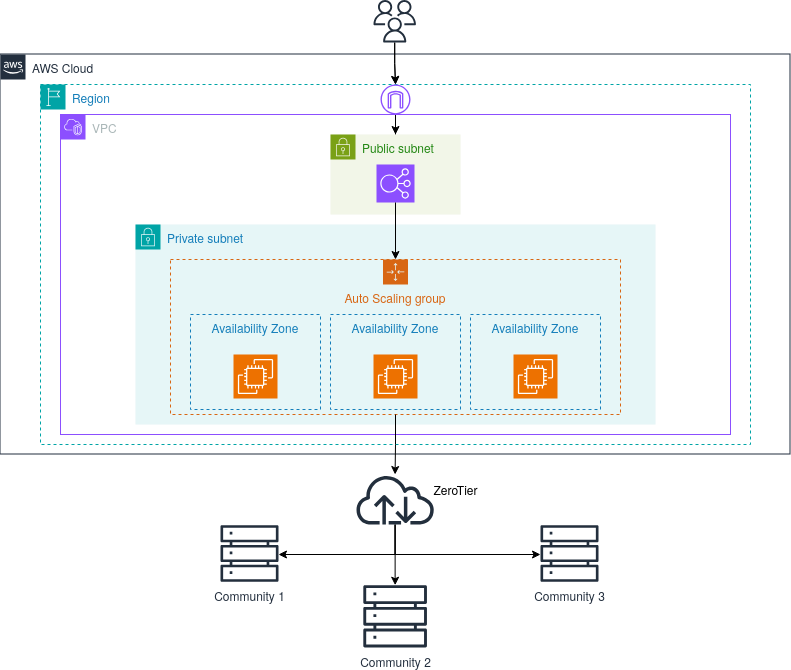 aws
AWS Cloud
Region
VPC
Public subnet
Private subnet
Auto Scaling group
Availability Zone
Availability Zone
Availability Zone
ZeroTier
Community 1
Community 3
Community 2